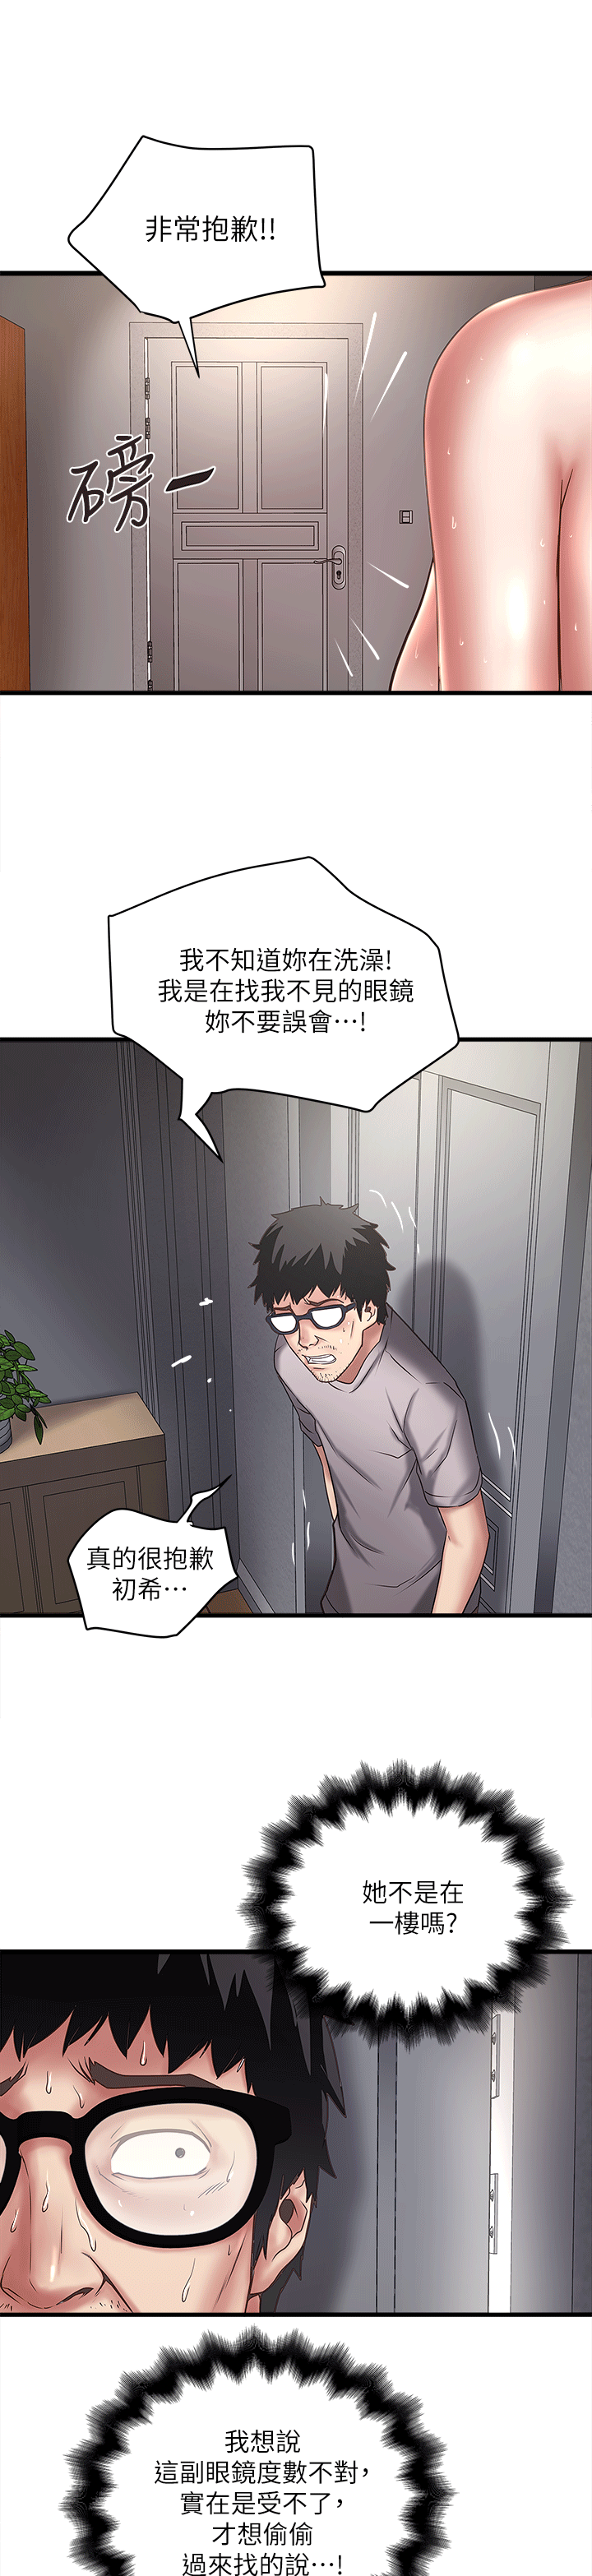 非常抱歉!!
磅一
我不知道妳在洗澡!
我是在找我不見的眼鏡
妳不要誤會⋯!
真的很抱歉
初希⋯
她不是在
一樓嗎?
我想說
這副眼鏡度數不對，
實在是受不了，
才想偷偷
過來找的說⋯!